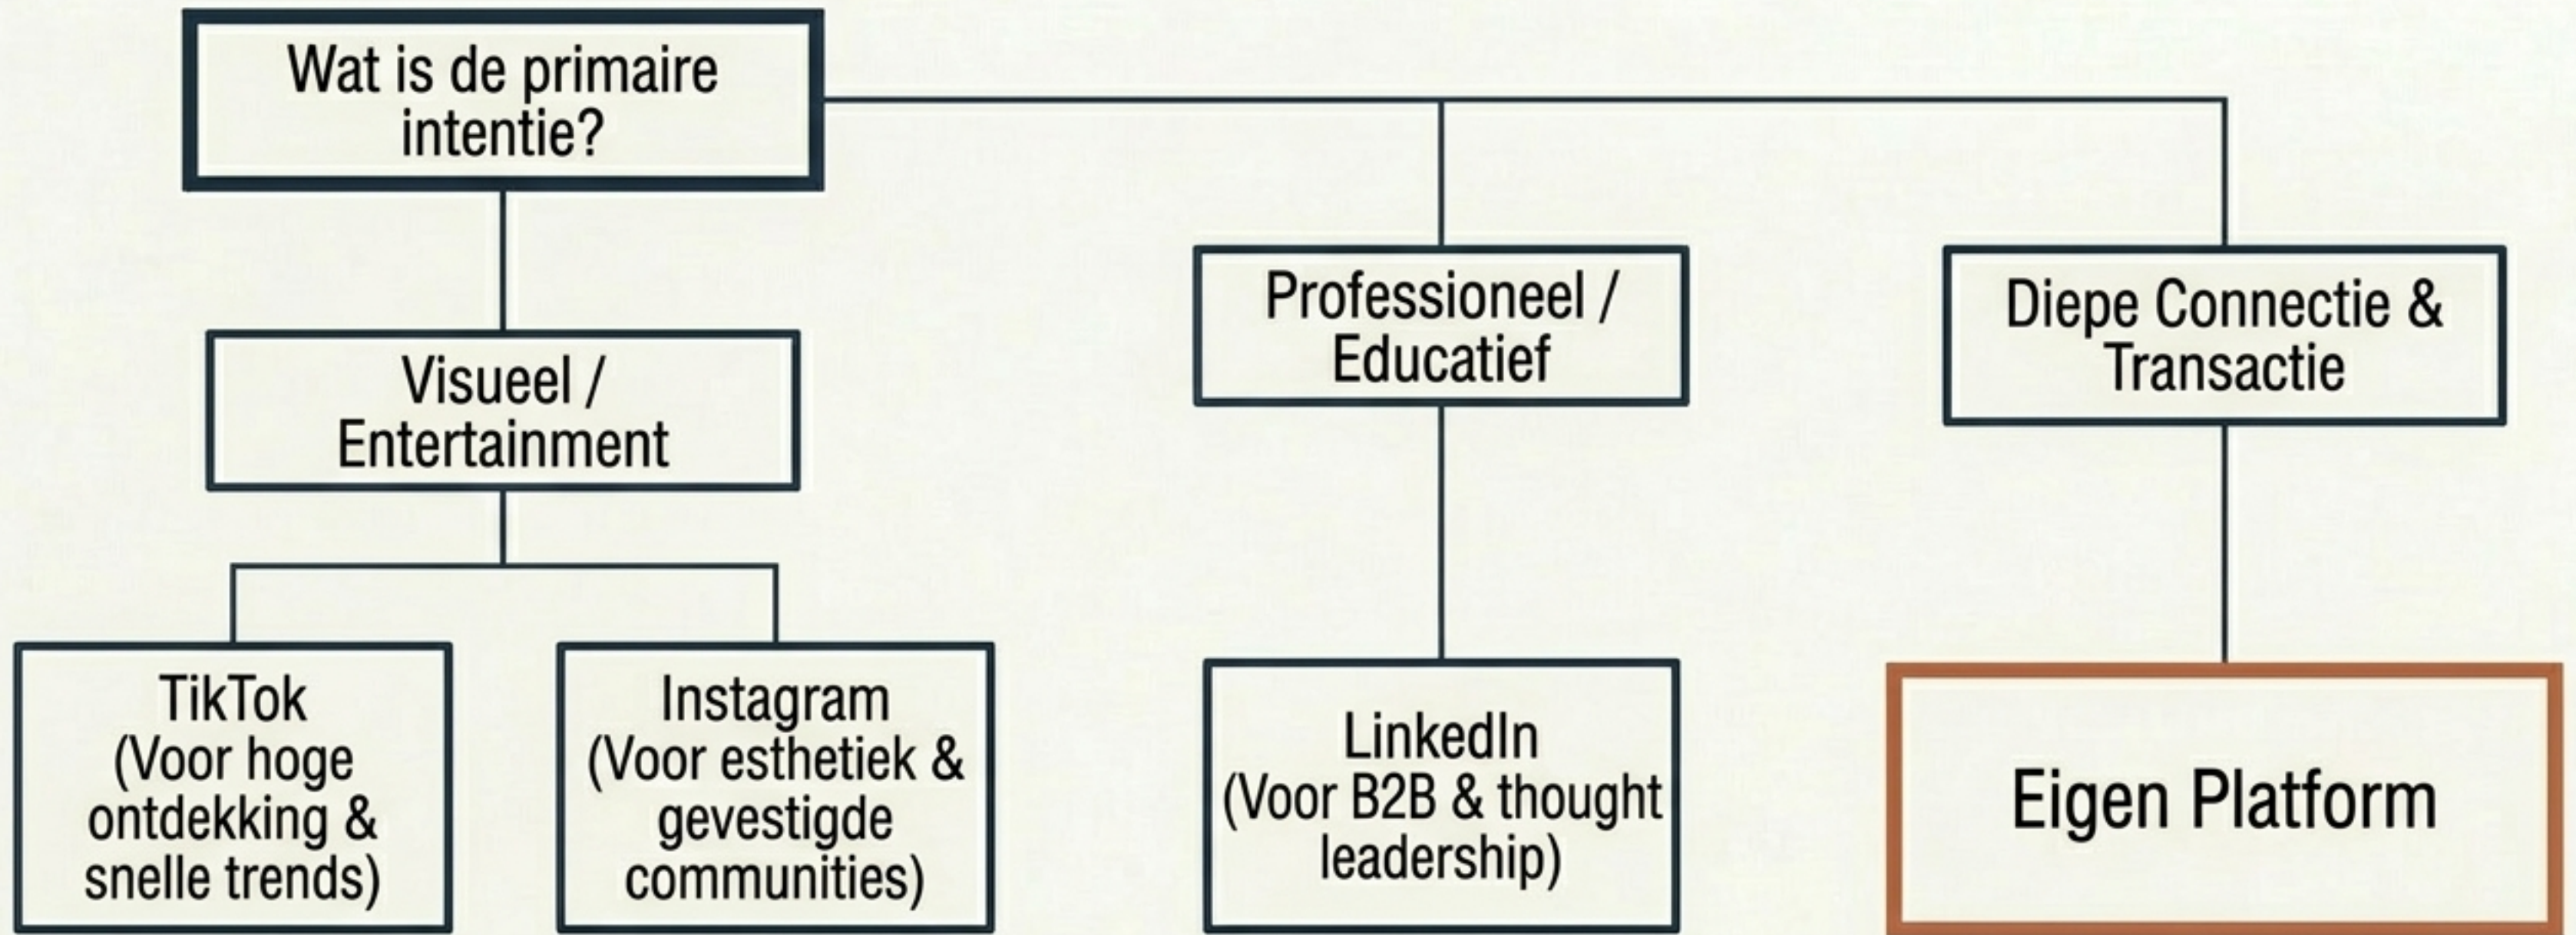 Wat is de primaire
intentie?
Visueel /
Entertainment
Professioneel /
Educatief
Diepe Connectie &
Transactie
TikTok
(Voor hoge
ontdekking &
snelle trends)
Instagram
(Voor esthetiek &
gevestigde
communities)
LinkedIn
(Voor B2B & thought
leadership)
Eigen Platform